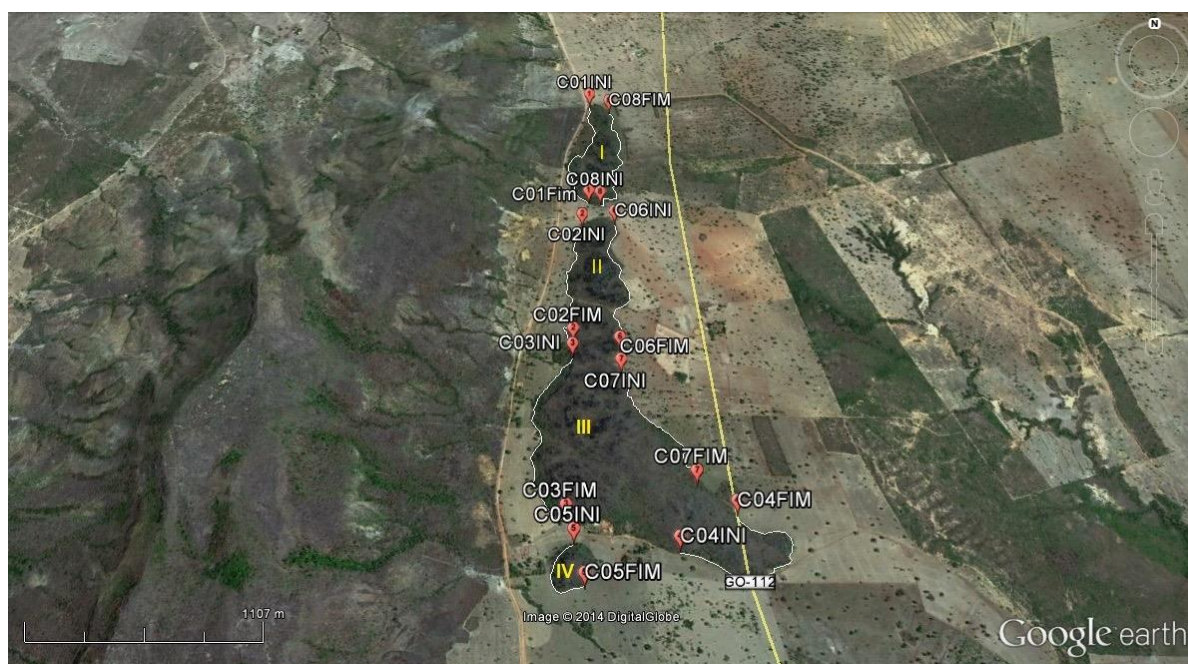 N
C01INI
C08FIM
I
C08INI
C01Fim
C06INI
C02INI
II
C02FIM
C03INI
C06FIM
C07INI
III
C07FIM
C03FIM
C04FIM
C05INI
C04INI
IV
C05FIM
GO-112
1107 m
Image © 2014 DigitalGlobe
Google earth